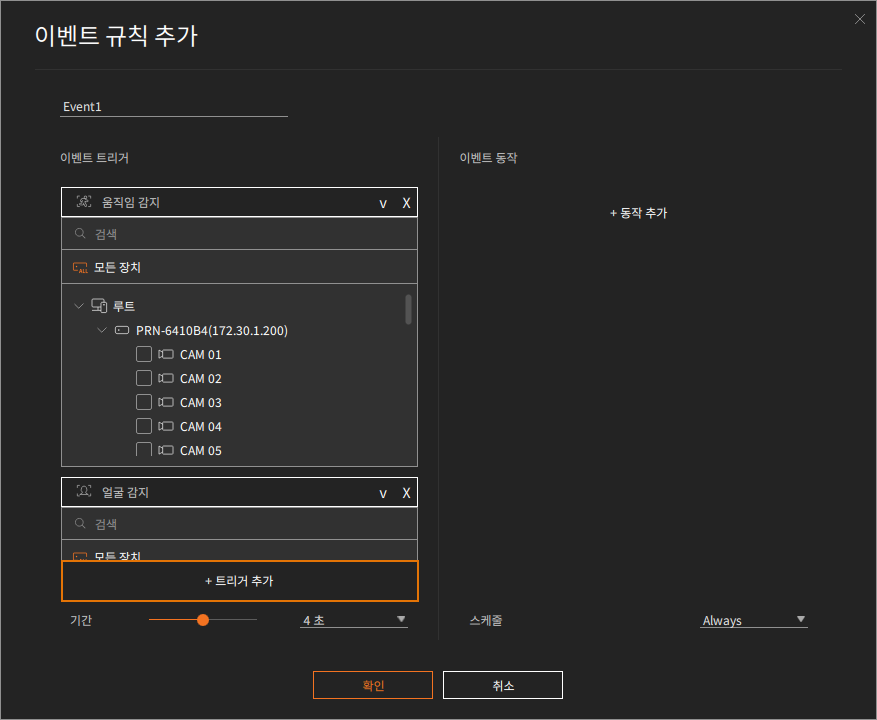 이벤트 규칙 추가
Event1
이벤트 트리거
움직임 감지 v X
검색
ALL 모든 장치
루트
PRN-6410B4(172.30.1.200)
CAM 01
CAM 02
CAM 03
CAM 04
CAM 05
얼굴 감지 v X
검색
모든 장치
+ 트리거 추가
기간 4 초
이벤트 동작
+ 동작 추가
스케줄 Always
확인 취소